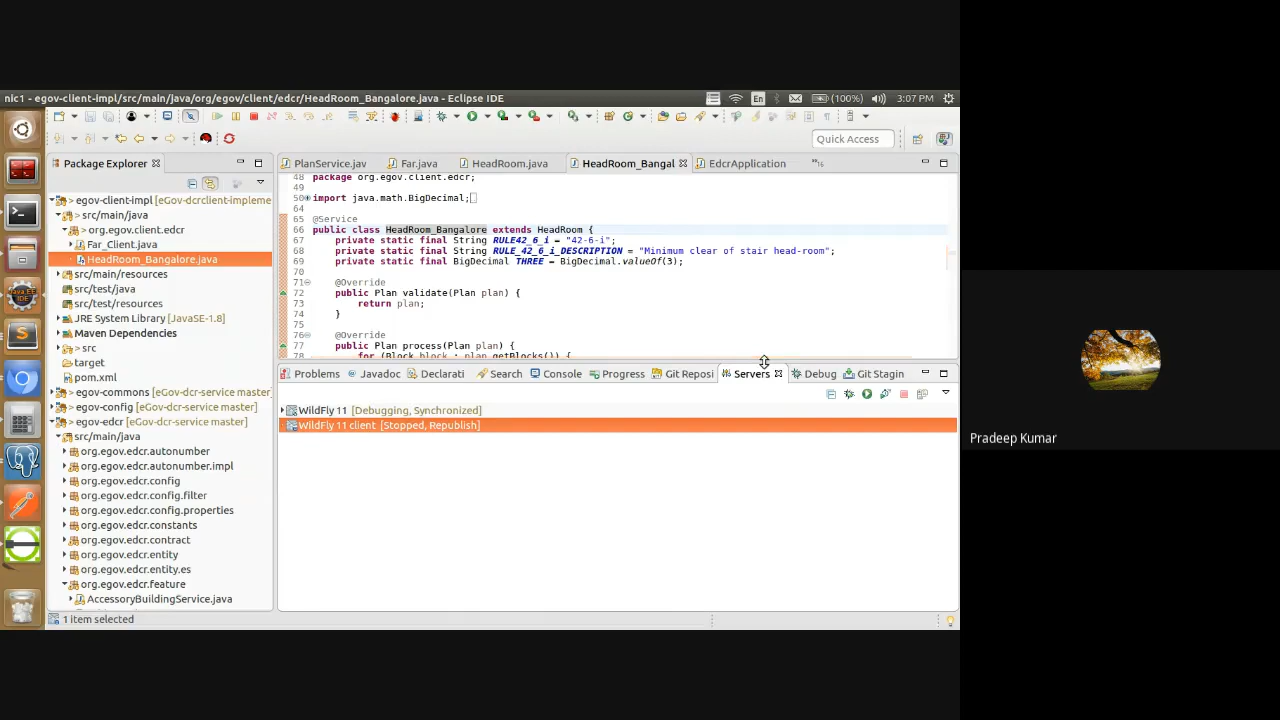 nic1 - egov-client-impl/src/main/java/org/egov/client/edcr/HeadRoom_Bangalore.java - Eclipse IDE
En
(100%)
3:07 PM
Quick Access
Package Explorer
PlanService.jav
Far.java
HeadRoom.java
HeadRoom_Bangal
EdcrApplication
»16
egov-client-impl [eGov-dcrclient-impleme
src/main/java
org.egov.client.edcr
Far_Client.java
HeadRoom_Bangalore.java
src/main/resources
src/test/java
src/test/resources
JRE System Library [JavaSE-1.8]
Maven Dependencies
src
target
pom.xml
egov-commons [eGov-dcr-service master]
egov-config [eGov-dcr-service master]
egov-edcr [eGov-dcr-service master]
src/main/java
org.egov.edcr.autonumber
org.egov.edcr.autonumber.impl
org.egov.edcr.config
org.egov.edcr.config.filter
org.egov.edcr.config.properties
org.egov.edcr.constants
org.egov.edcr.contract
org.egov.edcr.entity
org.egov.edcr.entity.es
org.egov.edcr.feature
AccessoryBuildingService.java
48 package org.egov.client.edcr;
49
50 import java.math.BigDecimal;
64
65 @Service
66 public class HeadRoom_Bangalore extends HeadRoom {
67 private static final String RULE42_6_i = "42-6-i";
68 private static final String RULE_42_6_i_DESCRIPTION = "Minimum clear of stair head-room";
69 private static final BigDecimal THREE = BigDecimal.valueOf(3);
70
71 @Override
72 public Plan validate(Plan plan) {
73 return plan;
74 }
75
76 @Override
77 public Plan process(Plan plan) {
78 for (Block block : plan.getBlocks()) {
Problems
Javadoc
Declarati
Search
Console
Progress
Git Reposi
Servers
Debug
Git Stagin
WildFly 11 [Debugging, Synchronized]
WildFly 11 client [Stopped, Republish]
1 item selected
Pradeep Kumar